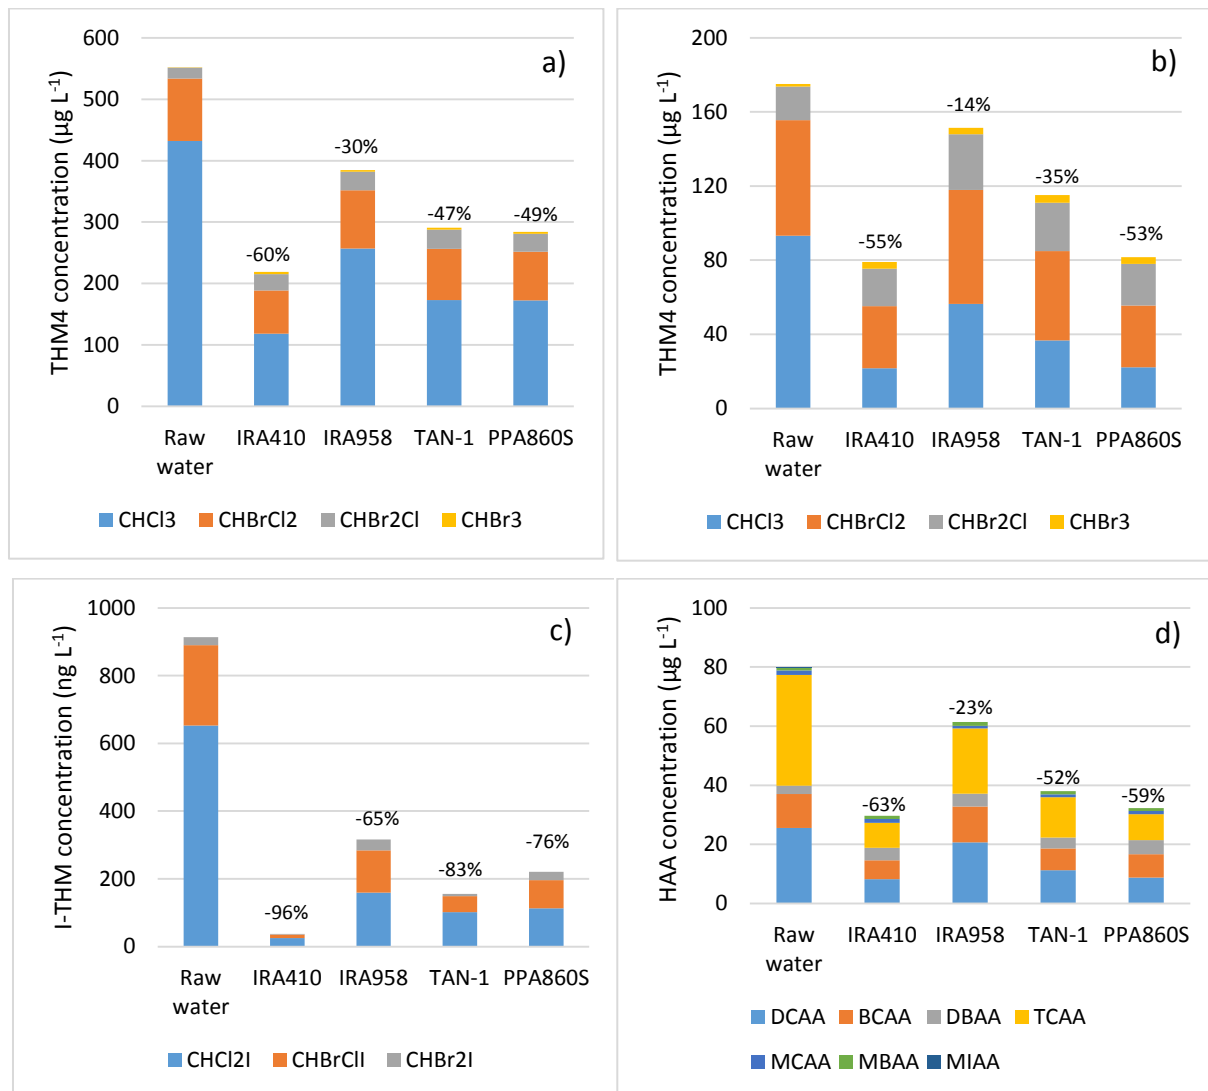 a)
THM4 concentration (µg L-1)
600
500
400
300
200
100
0
-60%
-30%
-47%
-49%
Raw water
IRA410
IRA958
TAN-1
PPA860S
CHCl3
CHBrCl2
CHBr2Cl
CHBr3
b)
THM4 concentration (µg L-1)
200
160
120
80
40
0
-55%
-14%
-35%
-53%
Raw water
IRA410
IRA958
TAN-1
PPA860S
CHCl3
CHBrCl2
CHBr2Cl
CHBr3
c)
I-THM concentration (ng L-1)
1000
800
600
400
200
0
-96%
-65%
-83%
-76%
Raw water
IRA410
IRA958
TAN-1
PPA860S
CHCl2I
CHBrClI
CHBr2I
d)
HAA concentration (µg L-1)
100
80
60
40
20
0
-63%
-23%
-52%
-59%
Raw water
IRA410
IRA958
TAN-1
PPA860S
DCAA
BCAA
DBAA
TCAA
MCAA
MBAA
MIAA